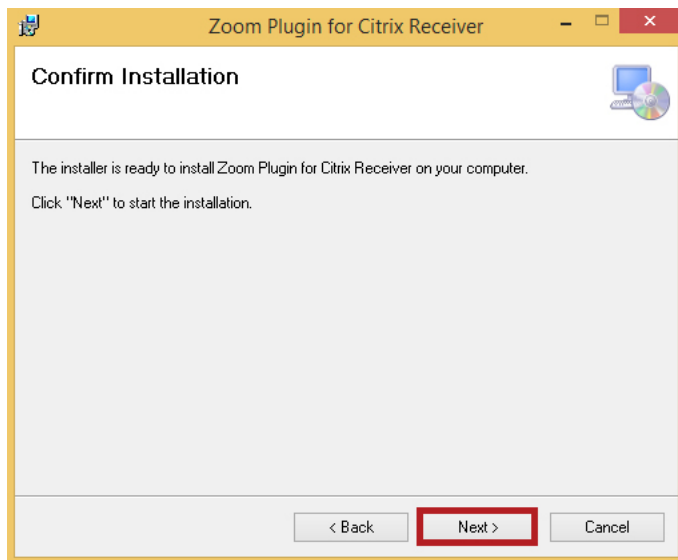 Zoom Plugin for Citrix Receiver
Confirm Installation
The installer is ready to install Zoom Plugin for Citrix Receiver on your computer.
Click "Next" to start the installation.
< Back
Next >
Cancel